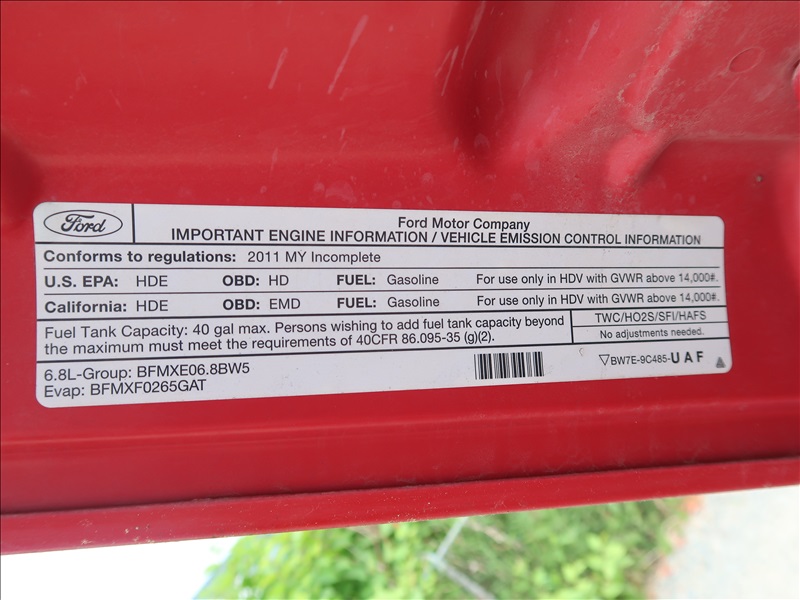 Ford
Ford Motor Company
IMPORTANT ENGINE INFORMATION / VEHICLE EMISSION CONTROL INFORMATION
Conforms to regulations: 2011 MY Incomplete
U.S. EPA: HDE OBD: HD FUEL: Gasoline For use only in HDV with GVWR above 14,000#.
California: HDE OBD: EMD FUEL: Gasoline For use only in HDV with GVWR above 14,000#.
Fuel Tank Capacity: 40 gal max. Persons wishing to add fuel tank capacity beyond
the maximum must meet the requirements of 40CFR 86.095-35 (g)(2).
TWC/HO2S/SFI/HAFS
No adjustments needed.
6.8L-Group: BFMXE06.8BW5
Evap: BFMXF0265GAT
BW7E-9C485-UAF